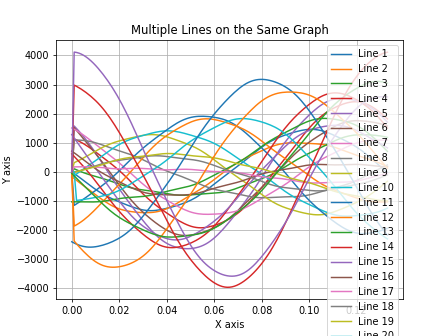 Multiple Lines on the Same Graph
4000
3000
2000
1000
0
−1000
−2000
−3000
−4000
Y axis
0.00
0.02
0.04
0.06
0.08
0.10
X axis
Line 1
Line 2
Line 3
Line 4
Line 5
Line 6
Line 7
Line 8
Line 9
Line 10
Line 11
Line 12
Line 13
Line 14
Line 15
Line 16
Line 17
Line 18
Line 19
Line 20